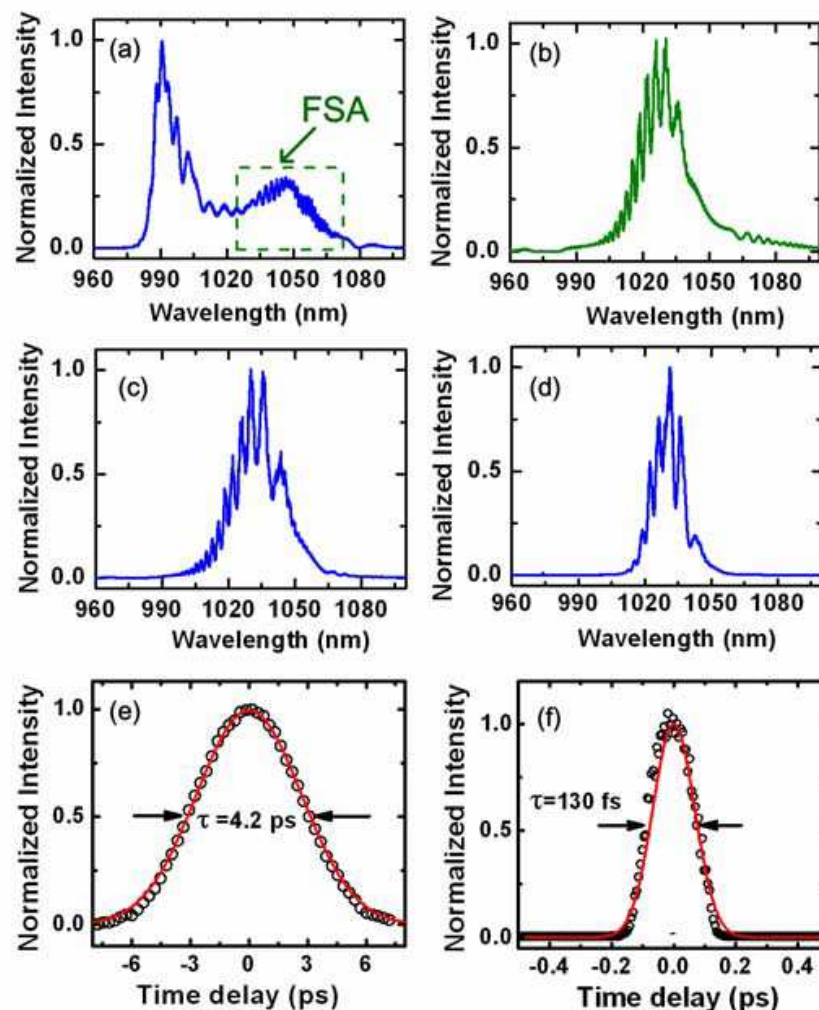 (a)
FSA
Normalized Intensity
1.0
0.5
0.0
960 990 1020 1050 1080
Wavelength (nm)
(b)
Normalized Intensity
1.0
0.5
0.0
960 990 1020 1050 1080
Wavelength (nm)
(c)
Normalized Intensity
1.0
0.5
0.0
960 990 1020 1050 1080
Wavelength (nm)
(d)
Normalized Intensity
1.0
0.5
0.0
960 990 1020 1050 1080
Wavelength (nm)
(e)
Normalized Intensity
1.0
0.5
0.0
τ =4.2 ps
-6 -3 0 3 6
Time delay (ps)
(f)
Normalized Intensity
1.0
0.5
0.0
τ=130 fs
-0.4 -0.2 0.0 0.2 0.4
Time delay (ps)